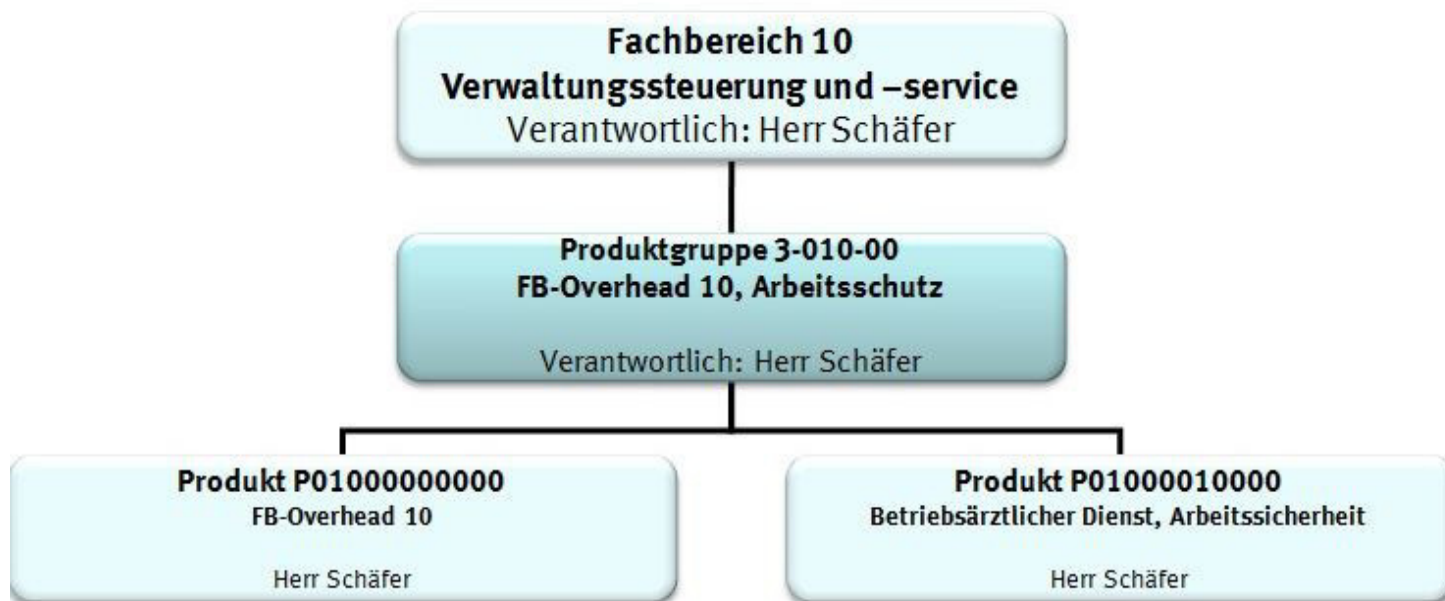 Fachbereich 10
Verwaltungssteuerung und –service
Verantwortlich: Herr Schäfer
Produktgruppe 3-010-00
FB-Overhead 10, Arbeitsschutz
Verantwortlich: Herr Schäfer
Produkt P01000000000
FB-Overhead 10
Herr Schäfer
Produkt P01000010000
Betriebsärztlicher Dienst, Arbeitssicherheit
Herr Schäfer